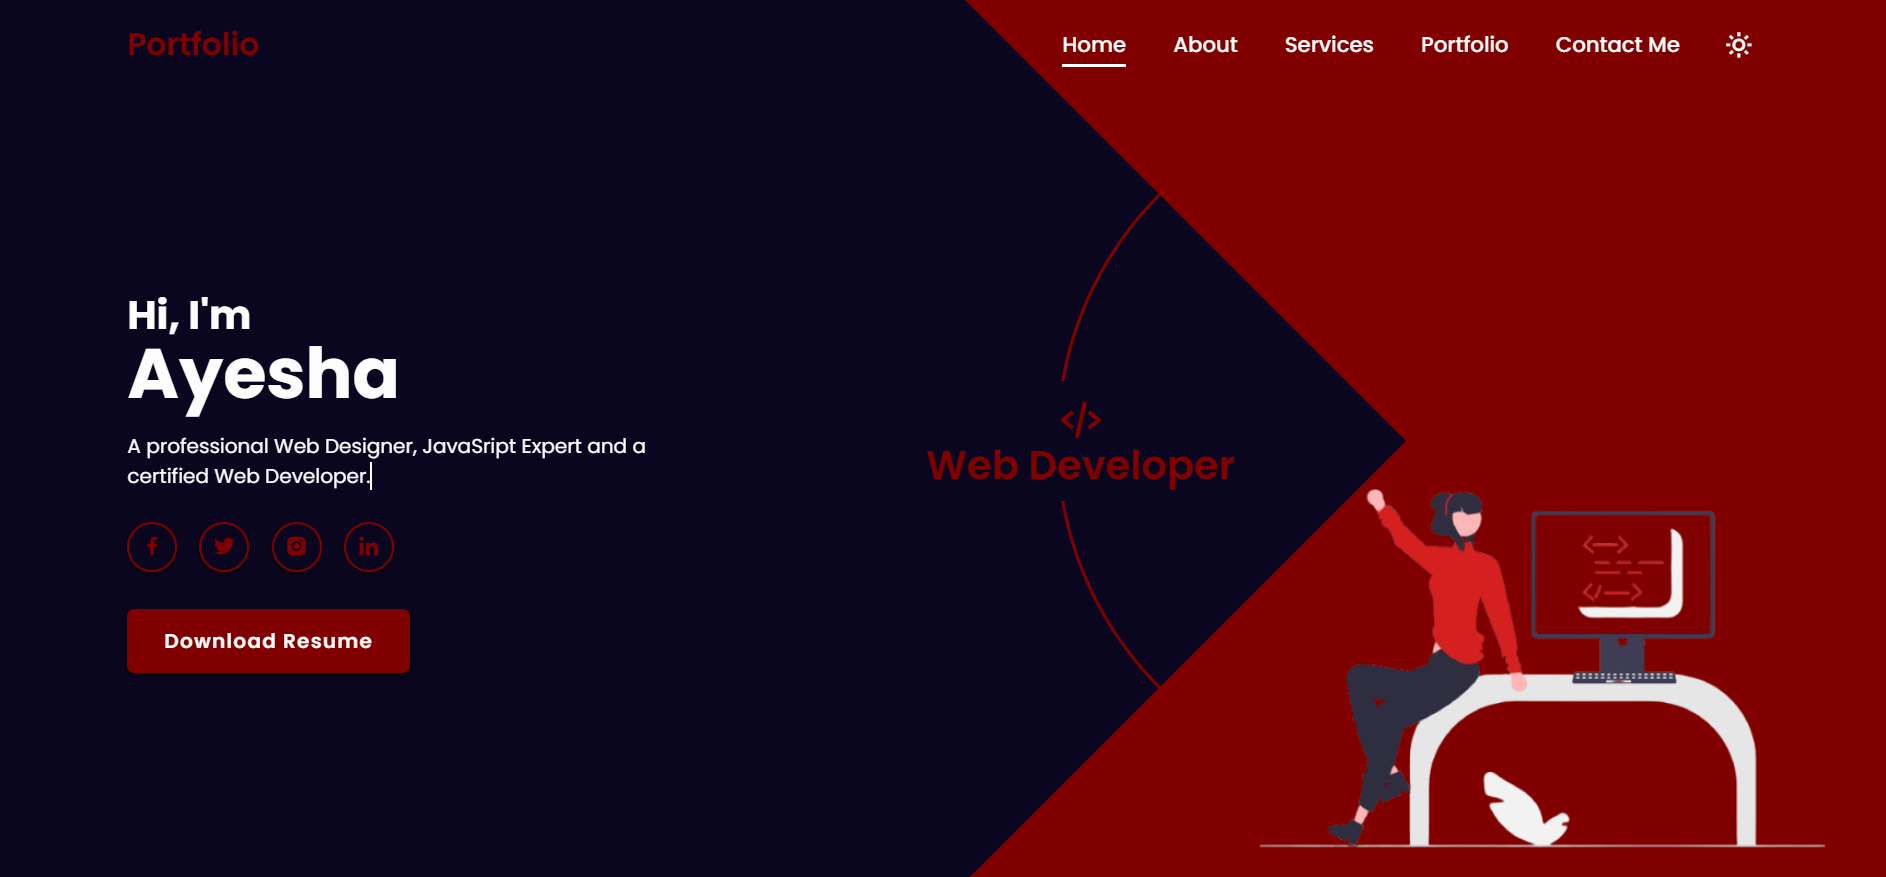 Portfolio
Home About Services Portfolio Contact Me
Hi, I'm
Ayesha
A professional Web Designer, JavaSript Expert and a
certified Web Developer.
Download Resume
</>
Web Developer